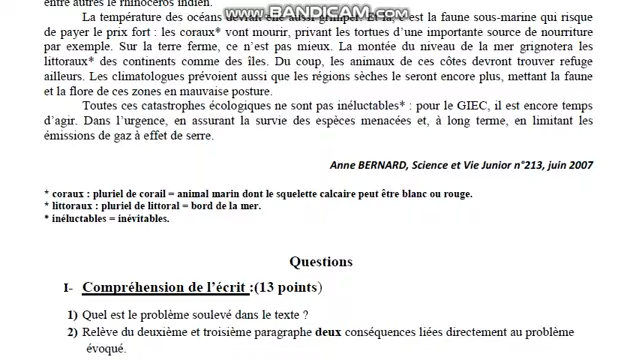 entre autres le rhinocéros indien.
www.BANDICAM.com
La température des océans devrait elle aussi grimper. Et là, c'est la faune sous-marine qui risque
de payer le prix fort : les coraux* vont mourir, privant les tortues d'une importante source de nourriture
par exemple. Sur la terre ferme, ce n'est pas mieux. La montée du niveau de la mer grignotera les
littoraux* des continents comme des îles. Du coup, les animaux de ces côtes devront trouver refuge
ailleurs. Les climatologues prévoient aussi que les régions sèches le seront encore plus, mettant la faune
et la flore de ces zones en mauvaise posture.
Toutes ces catastrophes écologiques ne sont pas inéluctables* : pour le GIEC, il est encore temps
d'agir. Dans l'urgence, en assurant la survie des espèces menacées et, à long terme, en limitant les
émissions de gaz à effet de serre.
Anne BERNARD, Science et Vie Junior n°213, juin 2007
* coraux : pluriel de corail = animal marin dont le squelette calcaire peut être blanc ou rouge.
* littoraux : pluriel de littoral = bord de la mer.
* inéluctables = inévitables.
Questions
I- Compréhension de l'écrit :(13 points)
1) Quel est le problème soulevé dans le texte ?
2) Relève du deuxième et troisième paragraphe deux conséquences liées directement au problème
évoqué.